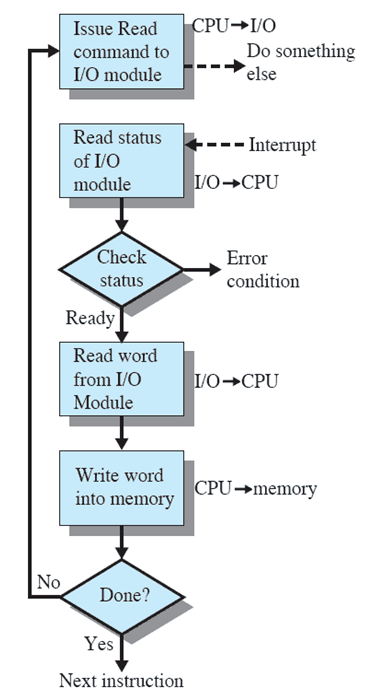 Issue Read
command to
I/O module
CPU→I/O
Do something
else
Read status
of I/O
module
Interrupt
I/O→CPU
Check
status
Error
condition
Ready
Read word
from I/O
Module
I/O→CPU
Write word
into memory
CPU→memory
No
Done?
Yes
Next instruction